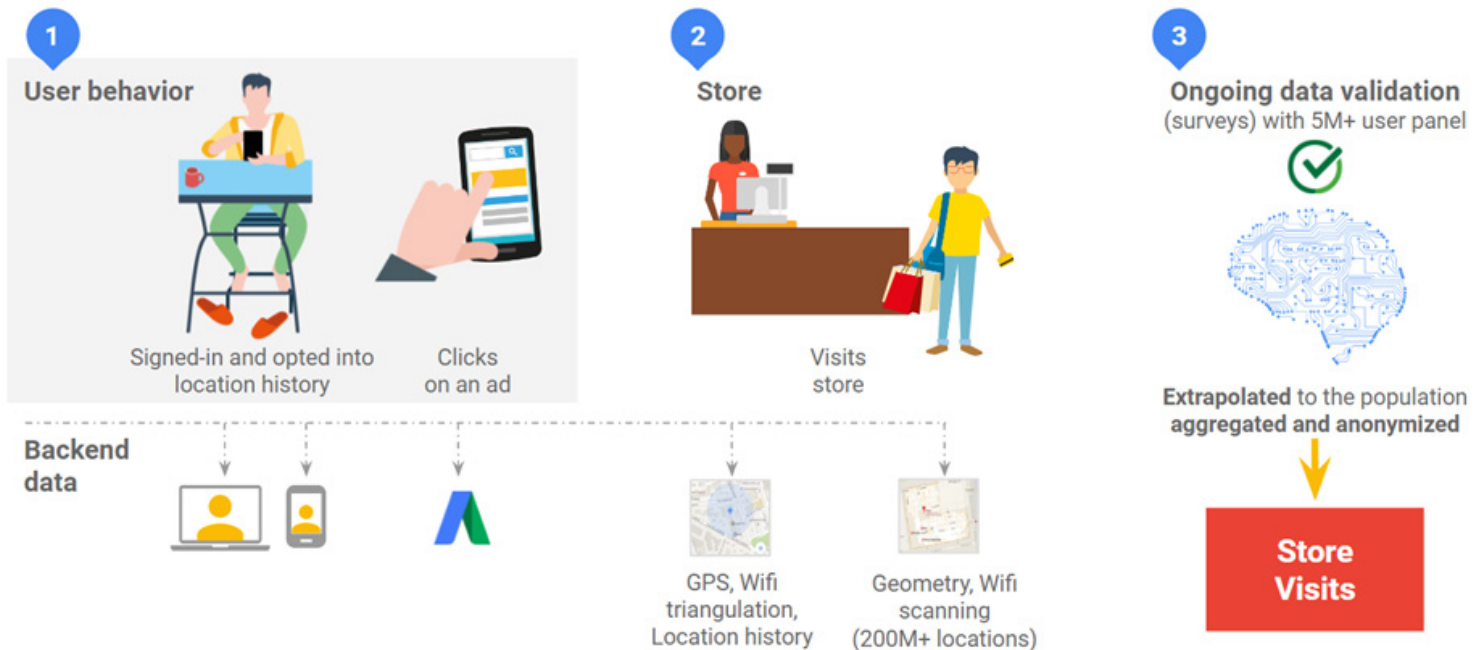 1
User behavior
Signed-in and opted into
location history
Clicks
on an ad
2
Store
Visits
store
3
Ongoing data validation
(surveys) with 5M+ user panel
Extrapolated to the population
aggregated and anonymized
Store
Visits
Backend
data
GPS, Wifi
triangulation,
Location history
Geometry, Wifi
scanning
(200M+ locations)